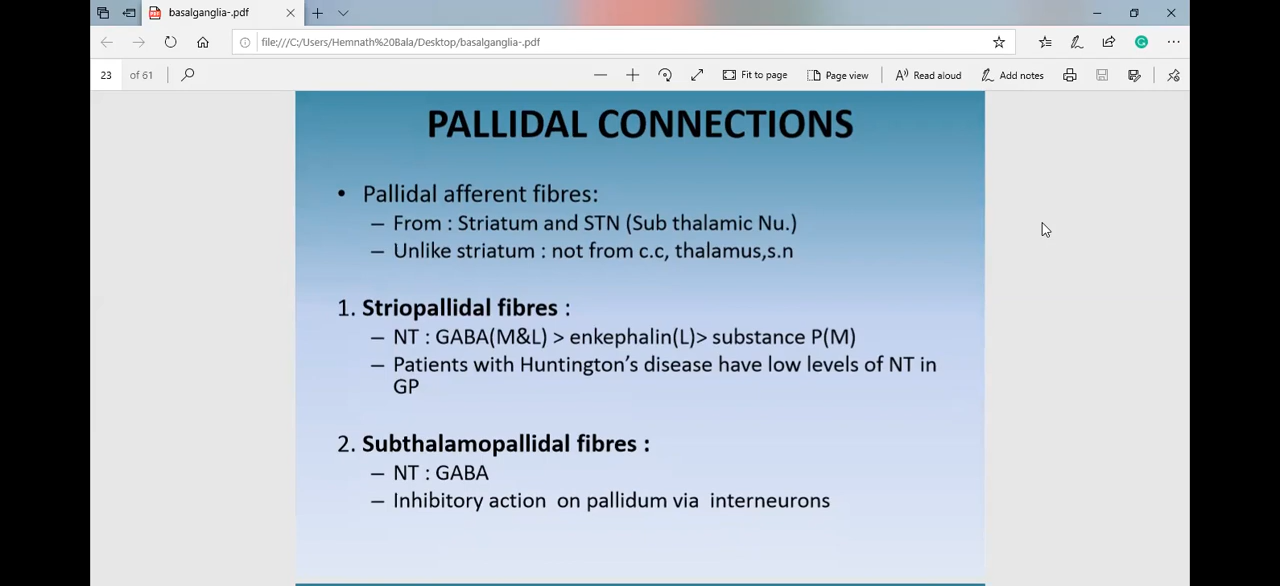 basalganglia-.pdf
file:///C:/Users/Hemnath%20Bala/Desktop/basalganglia-.pdf
23 of 61 Fit to page Page view Read aloud Add notes
PALLIDAL CONNECTIONS
• Pallidal afferent fibres:
– From : Striatum and STN (Sub thalamic Nu.)
– Unlike striatum : not from c.c, thalamus,s.n
1. Striopallidal fibres :
– NT : GABA(M&L) > enkephalin(L)> substance P(M)
– Patients with Huntington’s disease have low levels of NT in
GP
2. Subthalamopallidal fibres :
– NT : GABA
– Inhibitory action on pallidum via interneurons